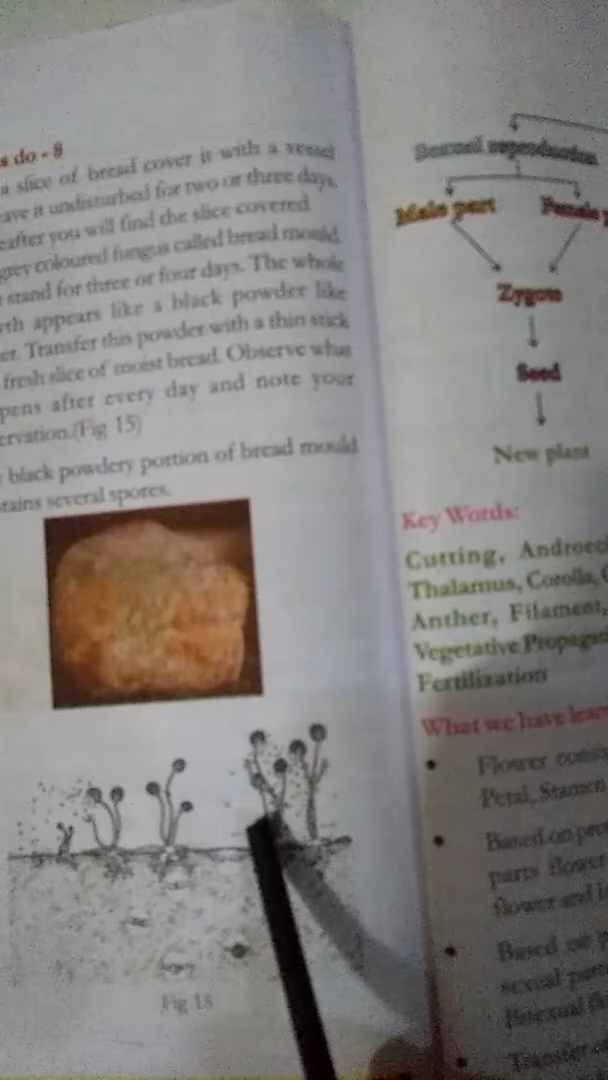 s do - 8
a slice of bread cover it with a vessel
eave it undisturbed for two or three days.
eafter you will find the slice covered
grey coloured fungus called bread mould.
stand for three or four days. The whole
wth appears like a black powder like
er. Transfer this powder with a thin stick
fresh slice of moist bread. Observe what
pens after every day and note your
ervation.(Fig 15)
black powdery portion of bread mould
tains several spores.
Fig 15
Sexual reproduction
Male part
Female p
Zygote
Seed
New plant
Key Words:
Cutting, Androec
Thalamus, Corolla,
Anther, Filament,
Vegetative Propaga
Fertilization
What we have lear
Flower consi
Petal, Stamen
Based on
parts flower
flower and
Based on
sexual part
Bisexual
Transfer of